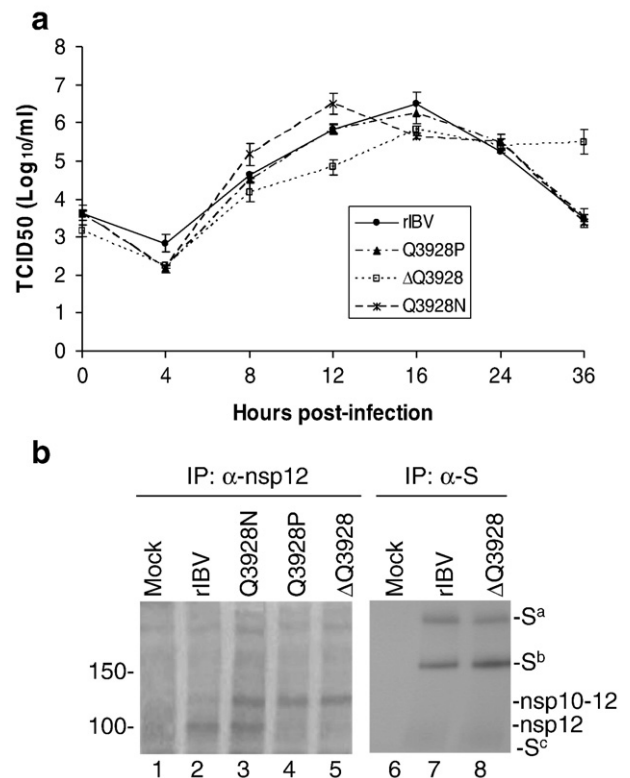 a
TCID50 (Log10/ml)
8
7
6
5
4
3
2
1
0
rIBV
Q3928P
ΔQ3928
Q3928N
0 4 8 12 16 24 36
Hours post-infection
b
IP: α-nsp12 IP: α-S
Mock rIBV Q3928N Q3928P ΔQ3928 Mock rIBV ΔQ3928
-Sa
-Sb
150-
-nsp10-12
100- -nsp12
-Sc
1 2 3 4 5 6 7 8